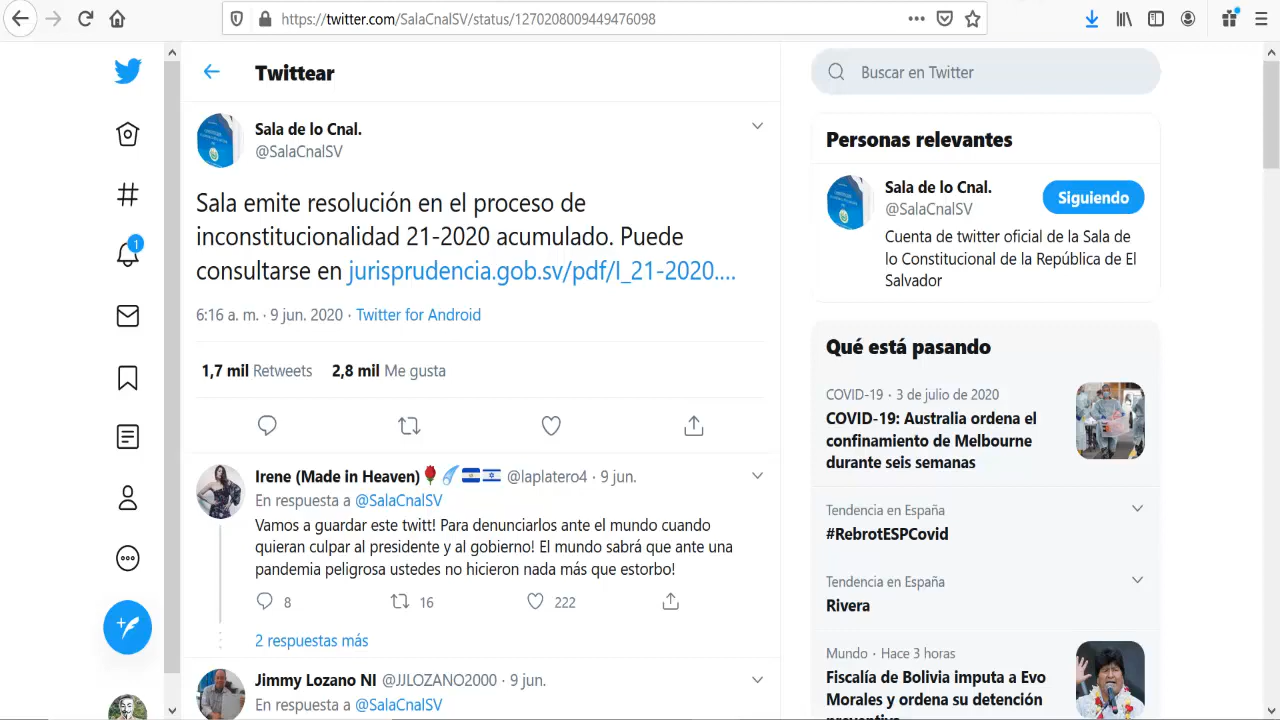 https://twitter.com/SalaCnalSV/status/1270208009449476098
Twittear
Sala de lo Cnal.
@SalaCnalSV
Sala emite resolución en el proceso de
inconstitucionalidad 21-2020 acumulado. Puede
consultarse en jurisprudencia.gob.sv/pdf/I_21-2020....
6:16 a. m. · 9 jun. 2020 · Twitter for Android
1,7 mil Retweets 2,8 mil Me gusta
Irene (Made in Heaven) @laplatero4 · 9 jun.
En respuesta a @SalaCnalSV
Vamos a guardar este twitt! Para denunciarlos ante el mundo cuando
quieran culpar al presidente y al gobierno! El mundo sabrá que ante una
pandemia peligrosa ustedes no hicieron nada más que estorbo!
8 16 222
2 respuestas más
Jimmy Lozano NI @JJLOZANO2000 · 9 jun.
En respuesta a @SalaCnalSV
1
Buscar en Twitter
Personas relevantes
Sala de lo Cnal.
@SalaCnalSV
Siguiendo
Cuenta de twitter oficial de la Sala de
lo Constitucional de la República de El
Salvador
Qué está pasando
COVID-19 · 3 de julio de 2020
COVID-19: Australia ordena el
confinamiento de Melbourne
durante seis semanas
Tendencia en España
#RebrotESPCovid
Tendencia en España
Rivera
Mundo · Hace 3 horas
Fiscalía de Bolivia imputa a Evo
Morales y ordena su detención
preventiva